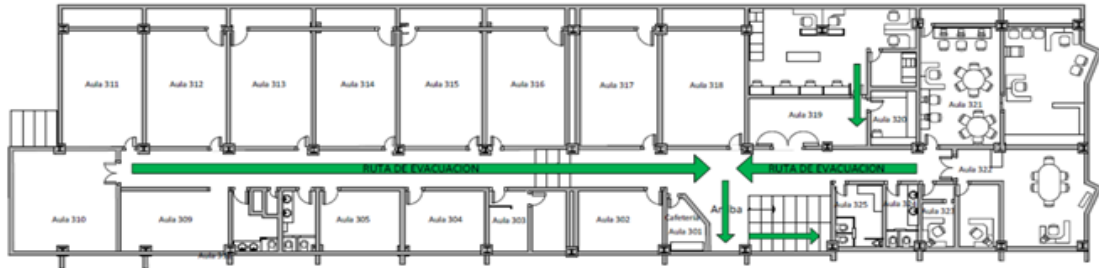 Aula 311
Aula 312
Aula 313
Aula 314
Aula 315
Aula 316
Aula 317
Aula 318
Aula 319
Aula 320
Aula 321
RUTA DE EVACUACION
RUTA DE EVACUACION
Aula 322
Aula 310
Aula 309
Aula 305
Aula 304
Aula 303
Aula 302
Cafeteria
Aula 301
Arriba
Aula 325
Aula 323